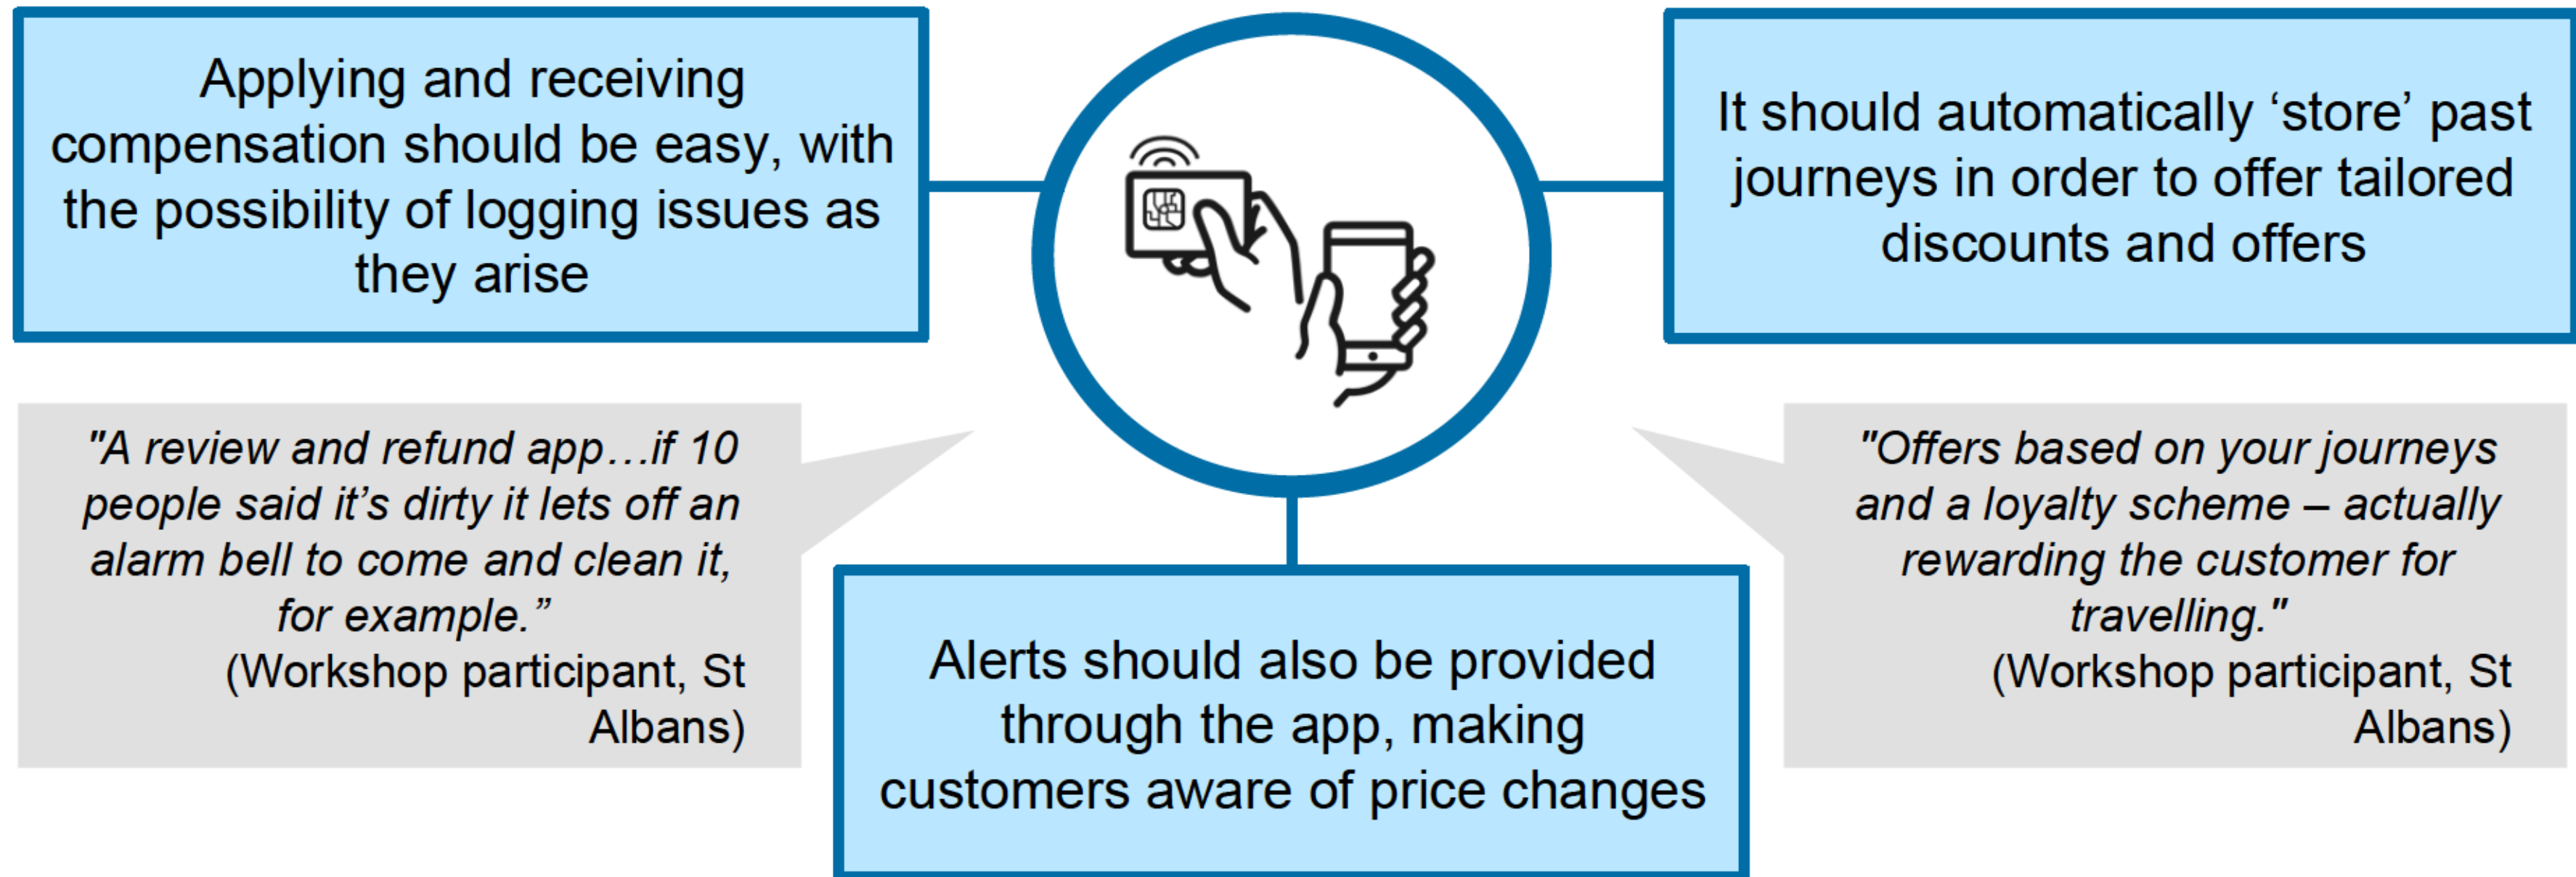 Applying and receiving
compensation should be easy, with
the possibility of logging issues as
they arise
It should automatically ‘store’ past
journeys in order to offer tailored
discounts and offers
"A review and refund app…if 10
people said it’s dirty it lets off an
alarm bell to come and clean it,
for example.”
(Workshop participant, St
Albans)
"Offers based on your journeys
and a loyalty scheme – actually
rewarding the customer for
travelling."
(Workshop participant, St
Albans)
Alerts should also be provided
through the app, making
customers aware of price changes